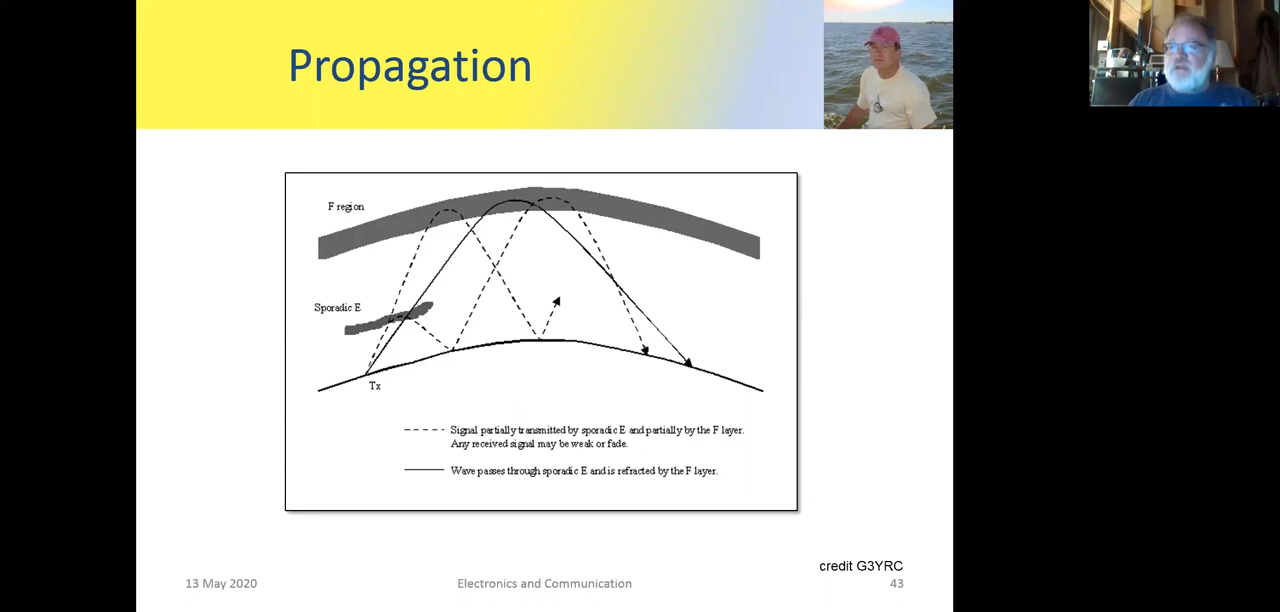 Propagation
F region
Sporadic E
Tx
Signal partially transmitted by sporadic E and partially by the F layer.
Any received signal may be weak or fade.
Wave passes through sporadic E and is refracted by the F layer.
credit G3YRC
13 May 2020
Electronics and Communication
43